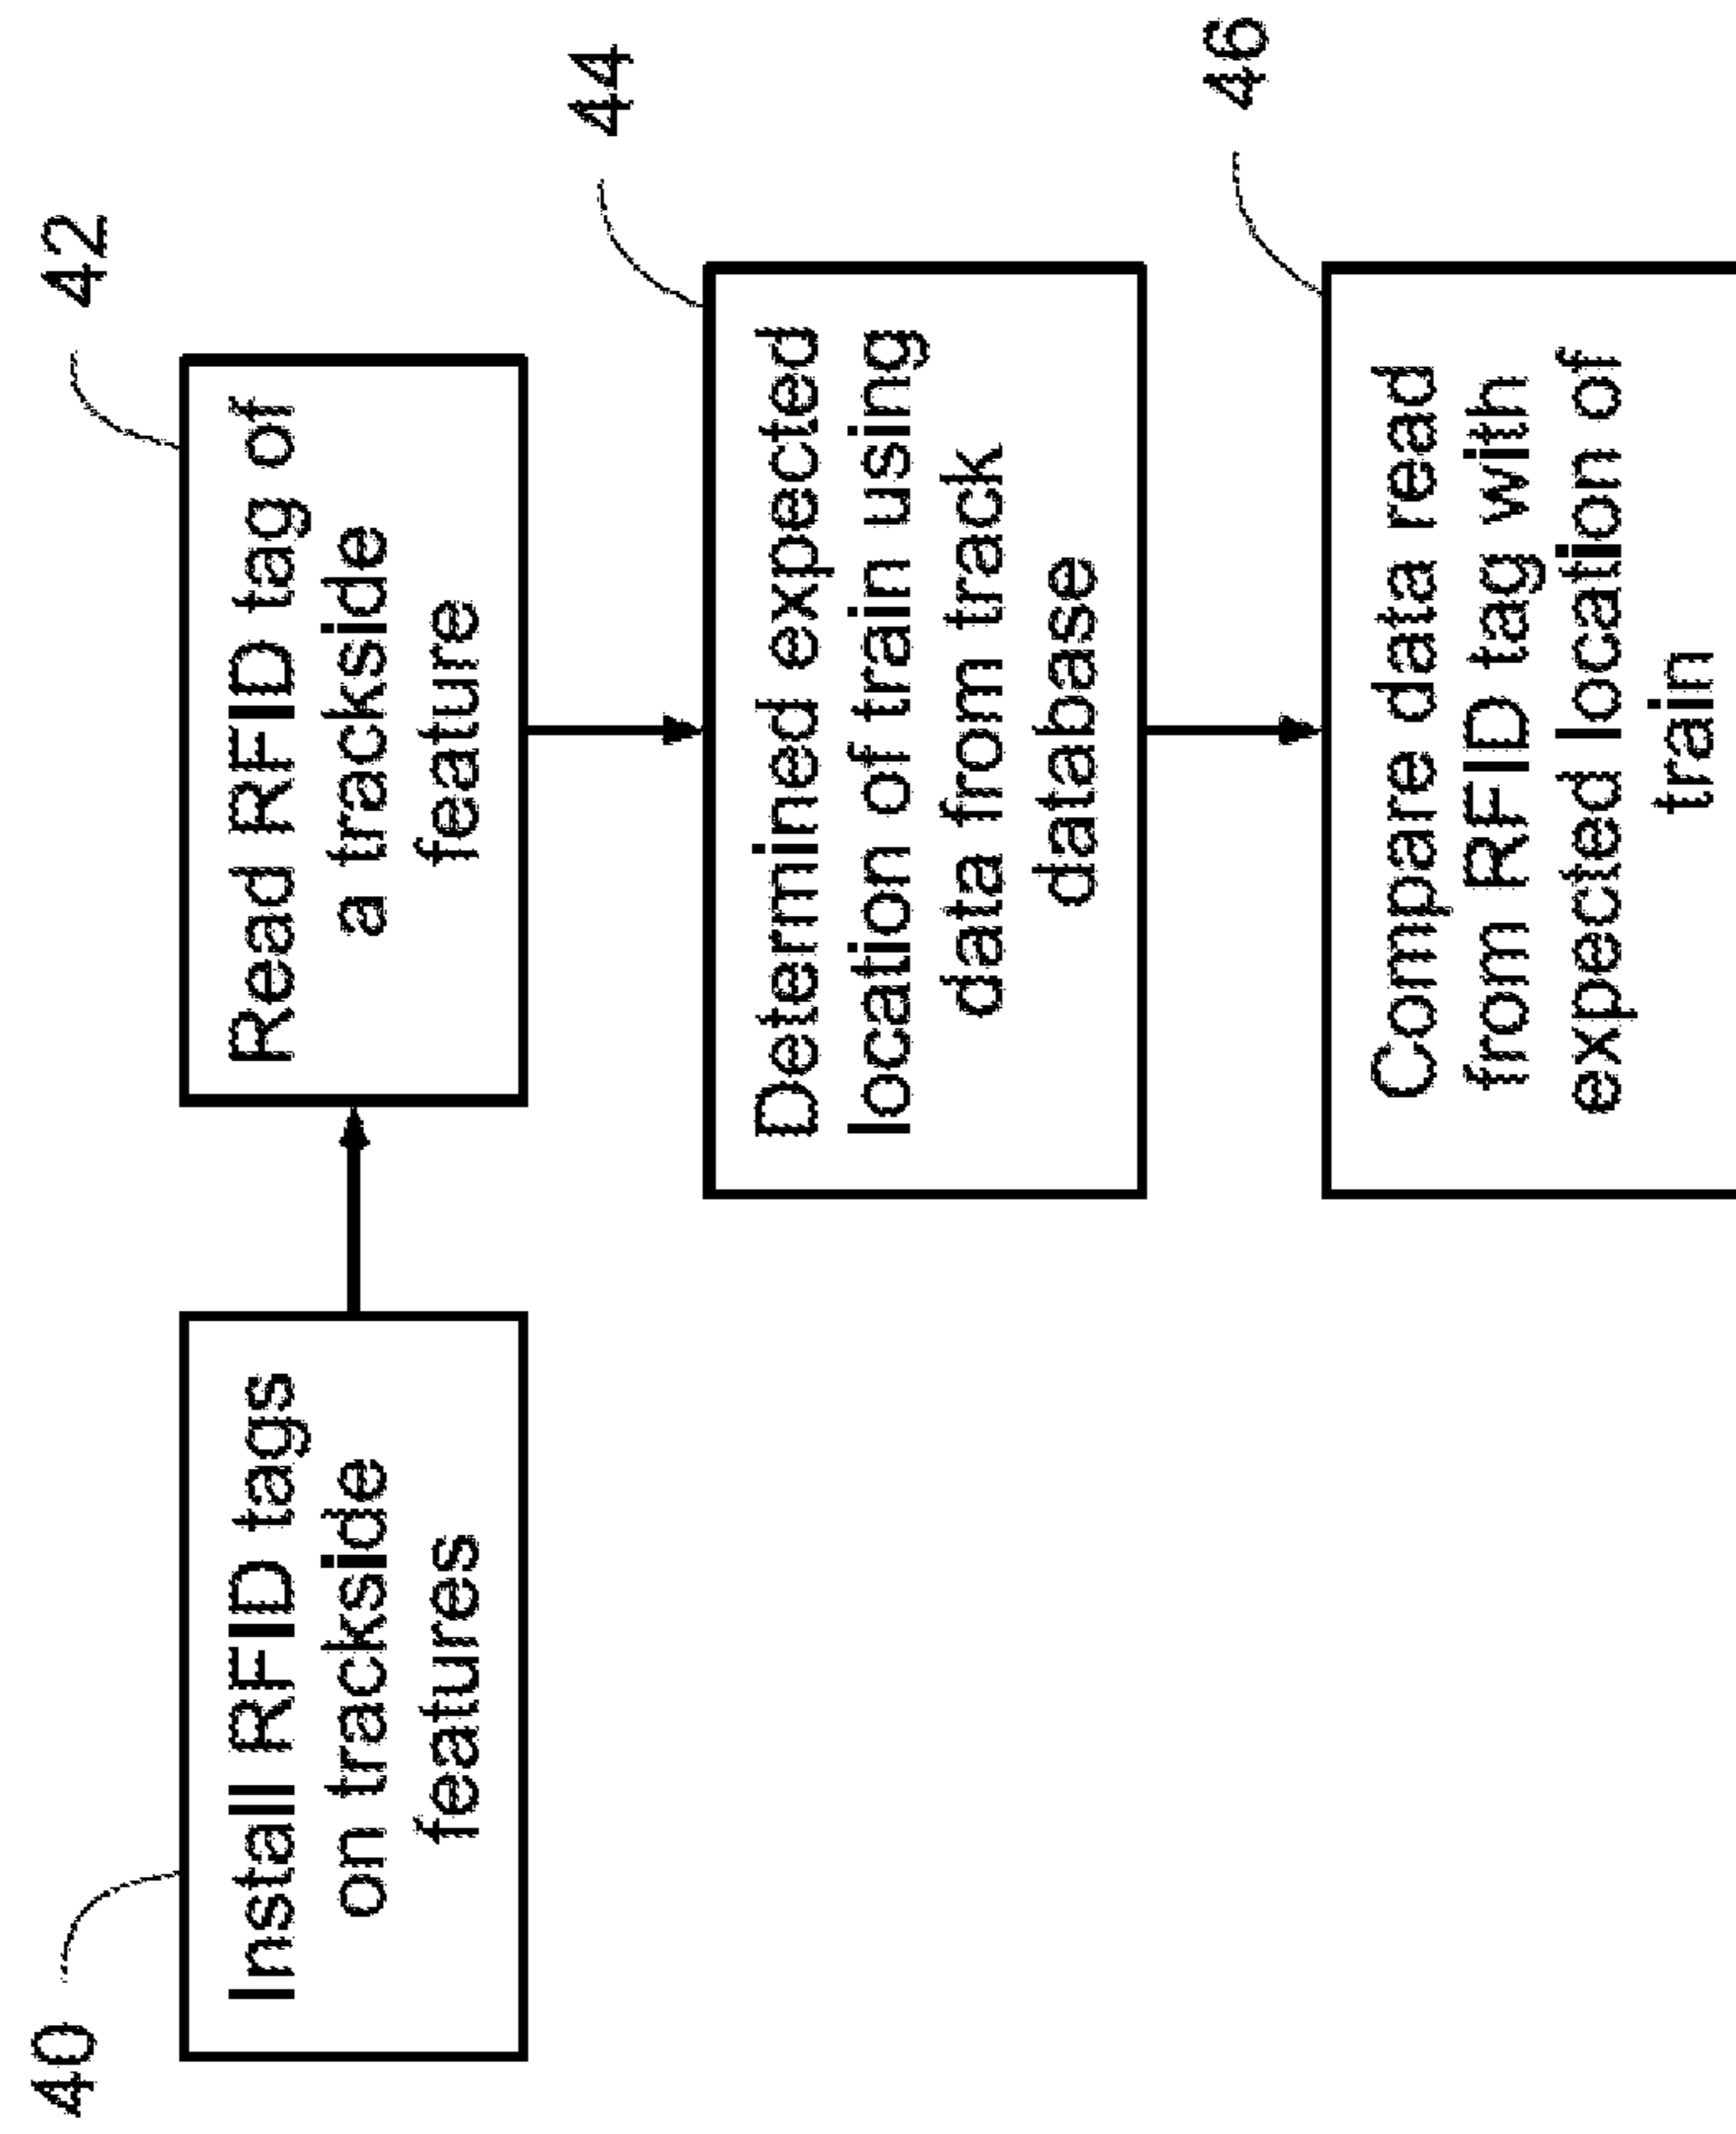 40
Install RFID tags
on trackside
features
42
Read RFID tag of
a trackside
feature
44
Determined expected
location of train using
data from track
database
46
Compare data read
from RFID tag with
expected location of
train